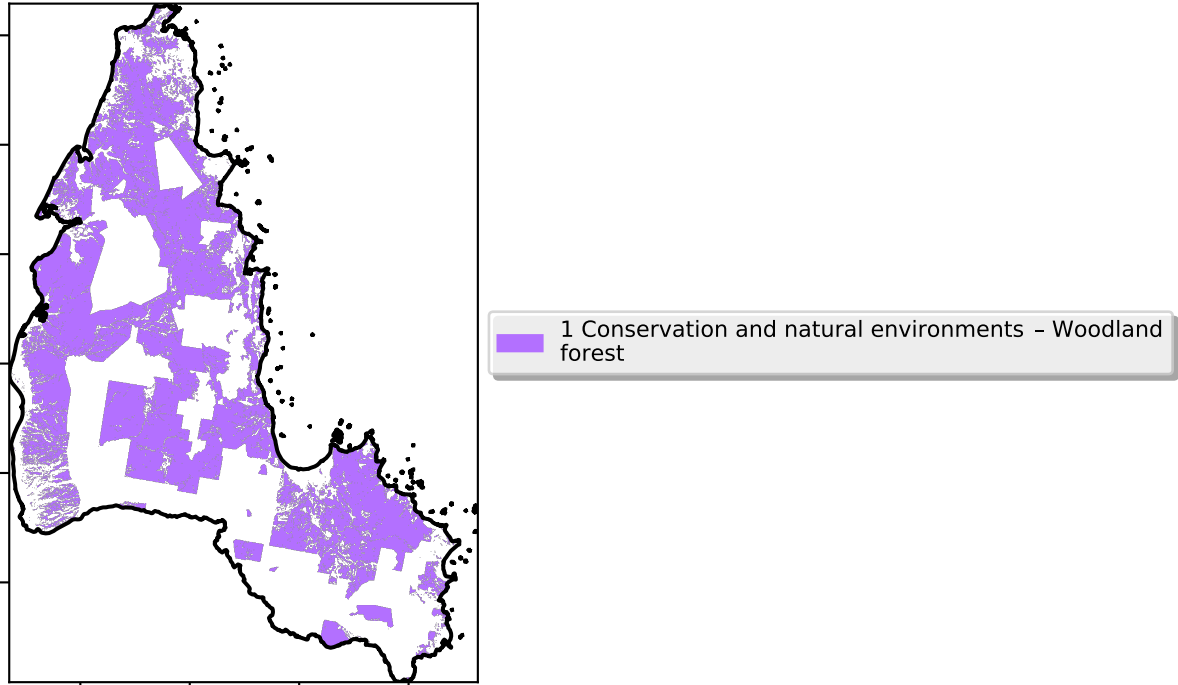 1 Conservation and natural environments – Woodland
forest